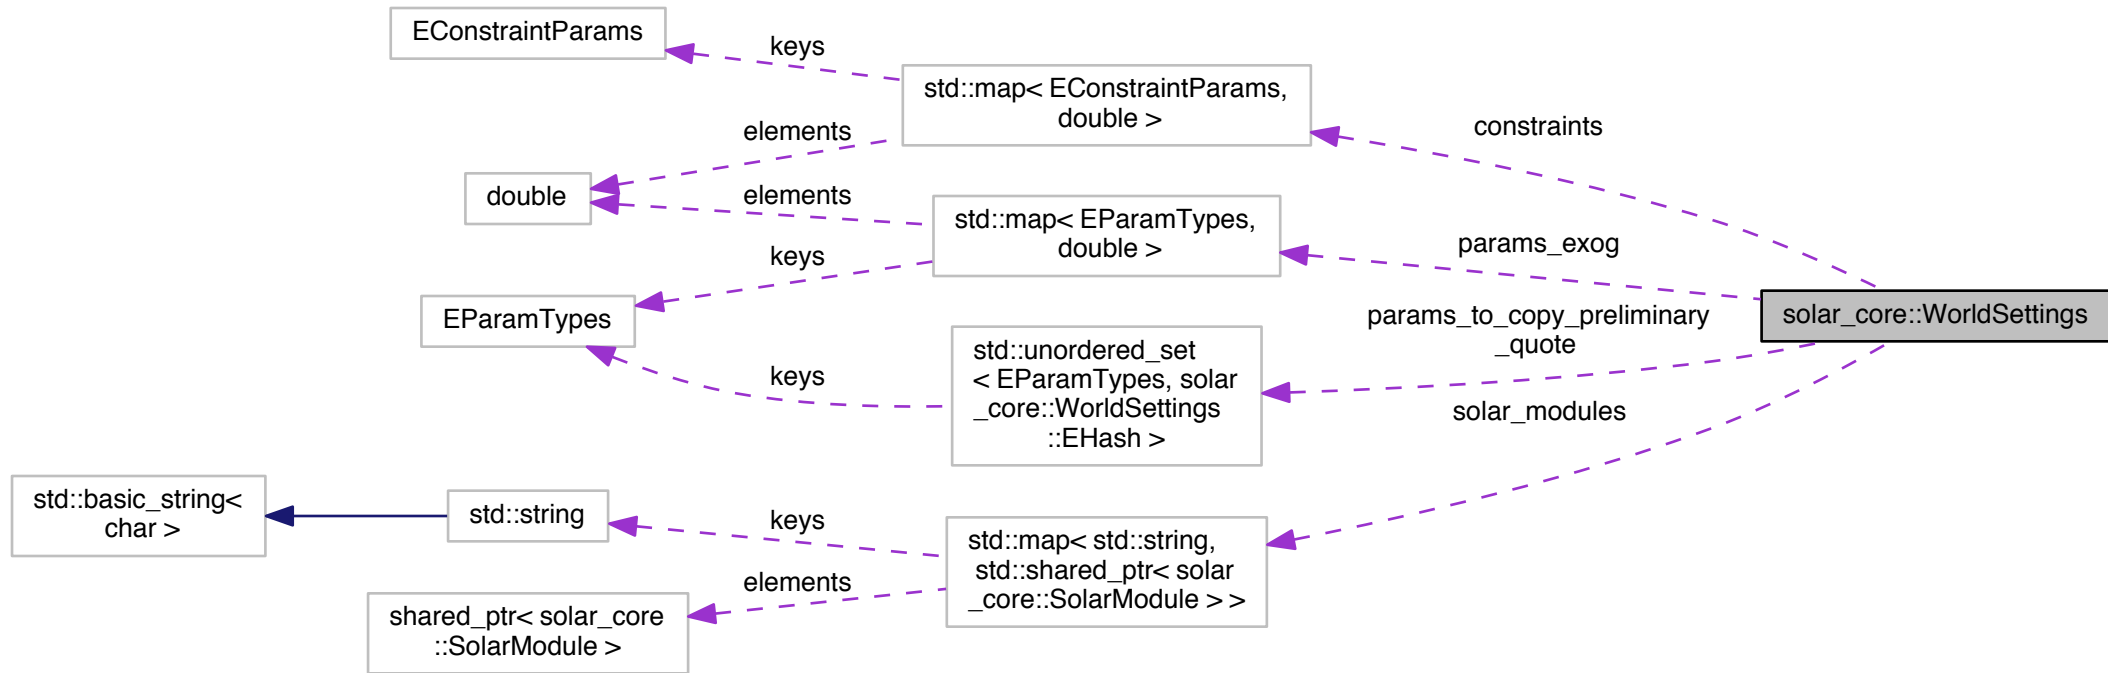 EConstraintParams
keys
std::map< EConstraintParams,
double >
elements
constraints
double
elements
std::map< EParamTypes,
double >
params_exog
keys
EParamTypes
solar_core::WorldSettings
params_to_copy_preliminary
_quote
std::unordered_set
< EParamTypes, solar
_core::WorldSettings
::EHash >
keys
solar_modules
std::basic_string<
char >
std::string
keys
std::map< std::string,
std::shared_ptr< solar
_core::SolarModule > >
elements
shared_ptr< solar_core
::SolarModule >